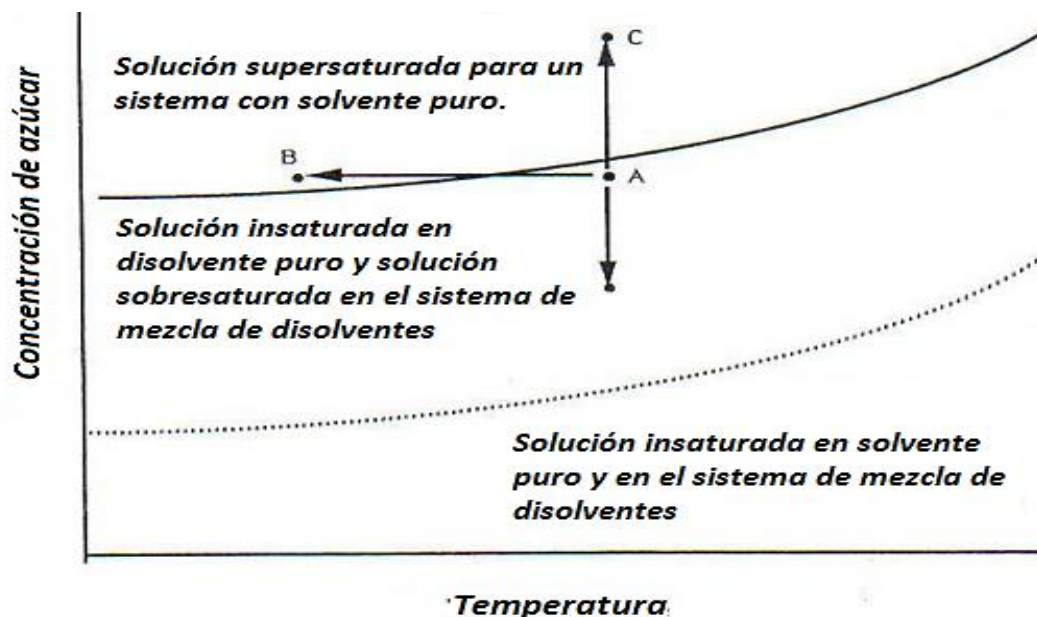 Concentración de azúcar
C
Solución supersaturada para un
sistema con solvente puro.
B
A
Solución insaturada en
disolvente puro y solución
sobresaturada en el sistema de
mezcla de disolventes
Solución insaturada en solvente
puro y en el sistema de mezcla de
disolventes
Temperatura